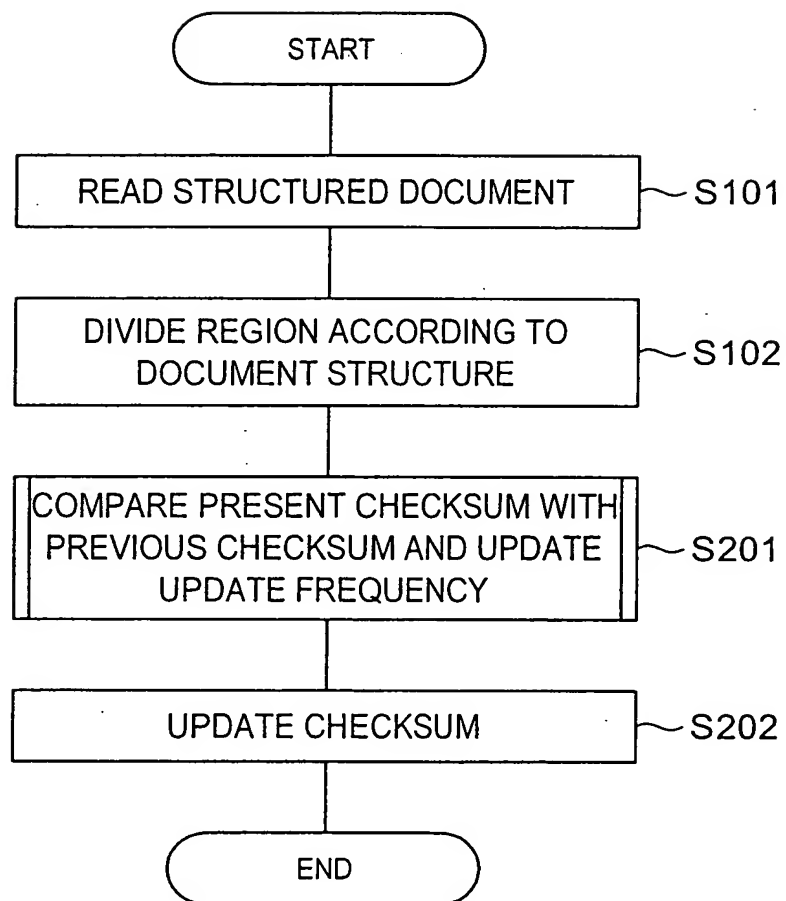 START
READ STRUCTURED DOCUMENT
S101
DIVIDE REGION ACCORDING TO
DOCUMENT STRUCTURE
S102
COMPARE PRESENT CHECKSUM WITH
PREVIOUS CHECKSUM AND UPDATE
UPDATE FREQUENCY
S201
UPDATE CHECKSUM
S202
END